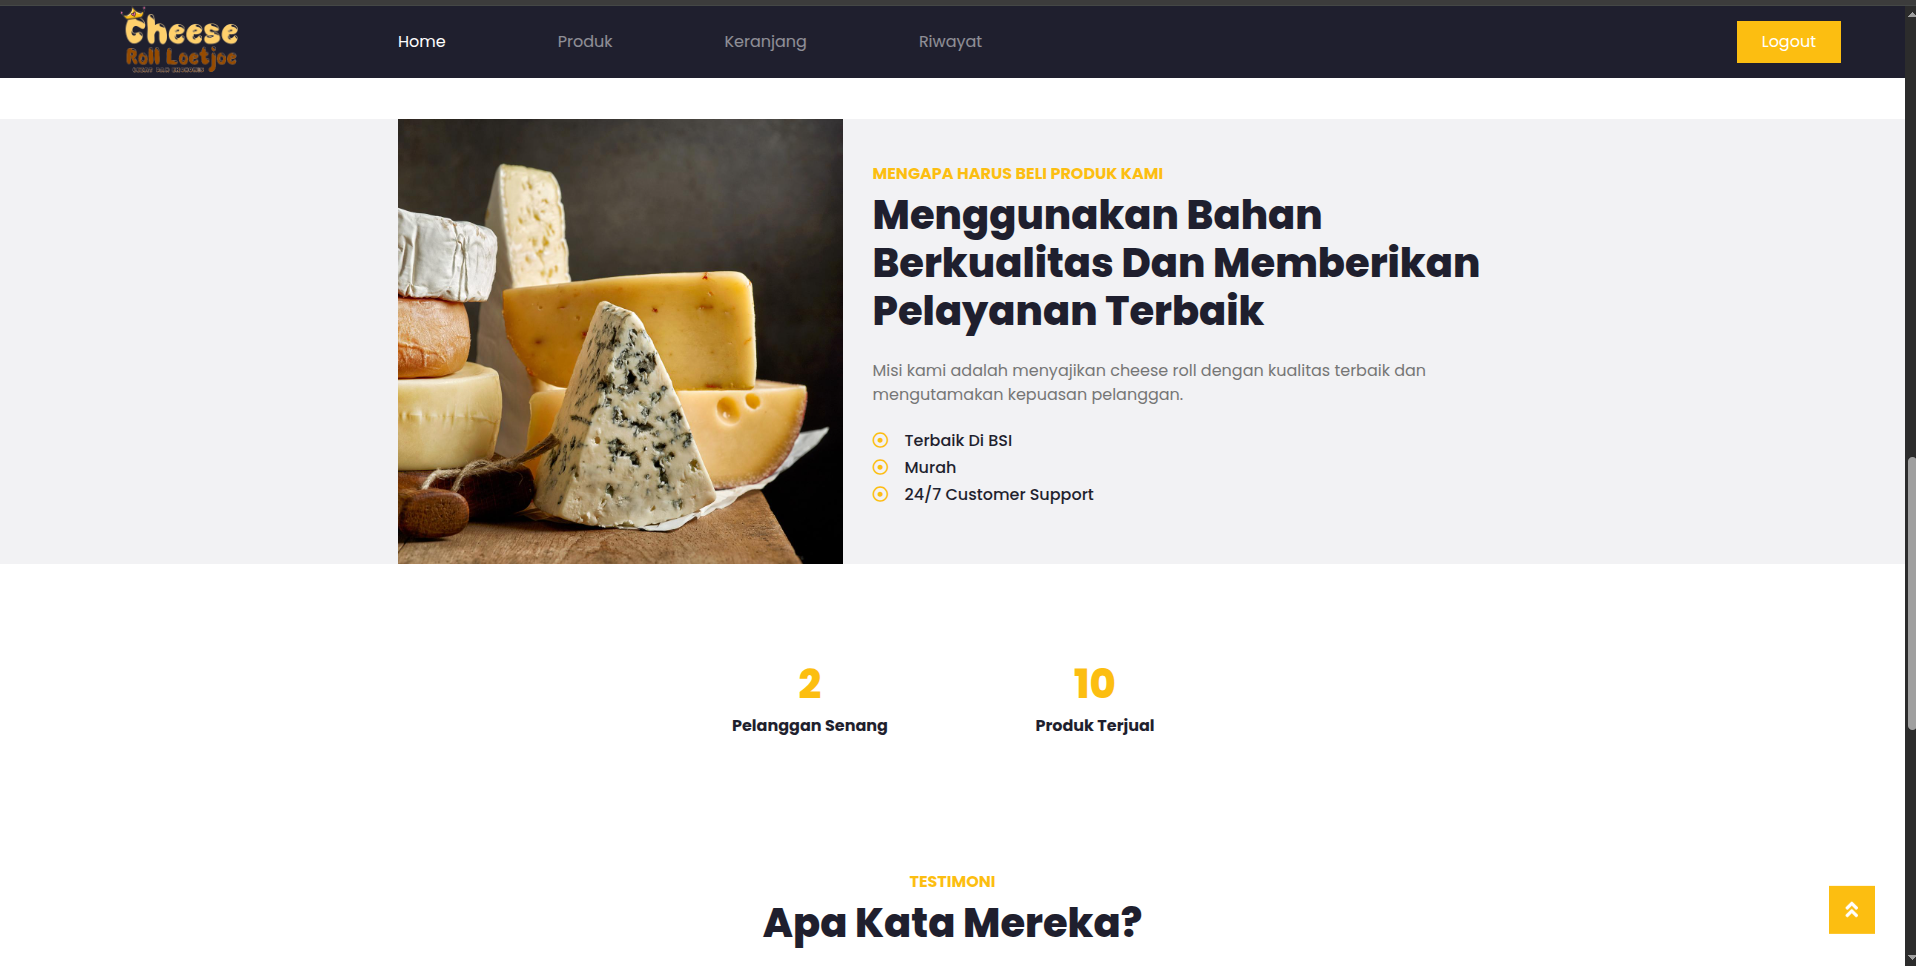 Cheese
Roll Loetjoe
Home
Produk
Keranjang
Riwayat
Logout
MENGAPA HARUS BELI PRODUK KAMI
Menggunakan Bahan
Berkualitas Dan Memberikan
Pelayanan Terbaik
Misi kami adalah menyajikan cheese roll dengan kualitas terbaik dan
mengutamakan kepuasan pelanggan.
Terbaik Di BSI
Murah
24/7 Customer Support
2
Pelanggan Senang
10
Produk Terjual
TESTIMONI
Apa Kata Mereka?